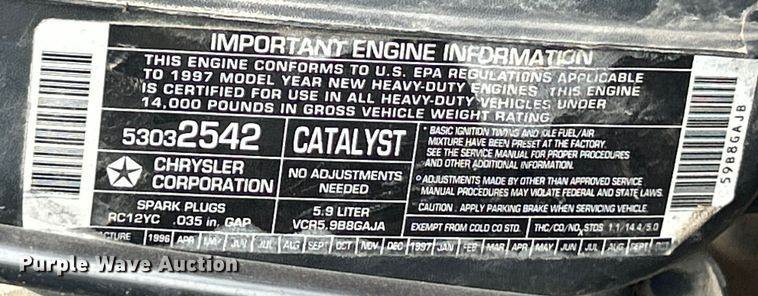 IMPORTANT ENGINE INFORMATION
THIS ENGINE CONFORMS TO U.S. EPA REGULATIONS APPLICABLE
TO 1997 MODEL YEAR NEW HEAVY-DUTY ENGINES THIS ENGINE
IS CERTIFIED FOR USE IN ALL HEAVY-DUTY VEHICLES UNDER
14,000 POUNDS IN GROSS VEHICLE WEIGHT RATING
53032542
CHRYSLER
CORPORATION
SPARK PLUGS
RC12YC .035 in. GAP
CATALYST
NO ADJUSTMENTS
NEEDED
5.9 LITER
VCR5.9B8GAJA
* BASIC IGNITION TIMING AND IDLE FUEL/AIR
MIXTURE HAVE BEEN PRESET AT THE FACTORY.
SEE THE SERVICE MANUAL FOR PROPER PROCEDURES
AND OTHER ADDITIONAL INFORMATION.
ADJUSTMENTS MADE BY OTHER THAN APPROVED SERVICE
MANUAL PROCEDURES MAY VIOLATE FEDERAL AND STATE LAWS.
CAUTION . APPLY PARKING BRAKE WHEN SERVICING VEHICLE.
EXEMPT FROM COLD CO STD. THC/CO/NOx STDS 1.1/14.4/5.0
ACTURE 1996 APR MAY JUN JUL AUG SEPT OCT NOV DEC 1997 JAN FEB MAR APR MAY JUN JUL AUG SEPT OCT
59B8GAJB
Purple Wave Auction